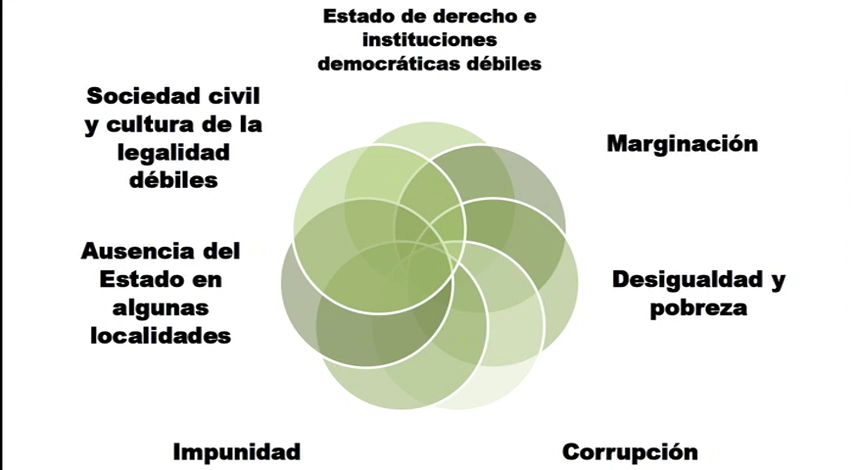 Estado de derecho e
instituciones
democráticas débiles
Sociedad civil
y cultura de la
legalidad
débiles
Marginación
Ausencia del
Estado en
algunas
localidades
Desigualdad y
pobreza
Impunidad
Corrupción